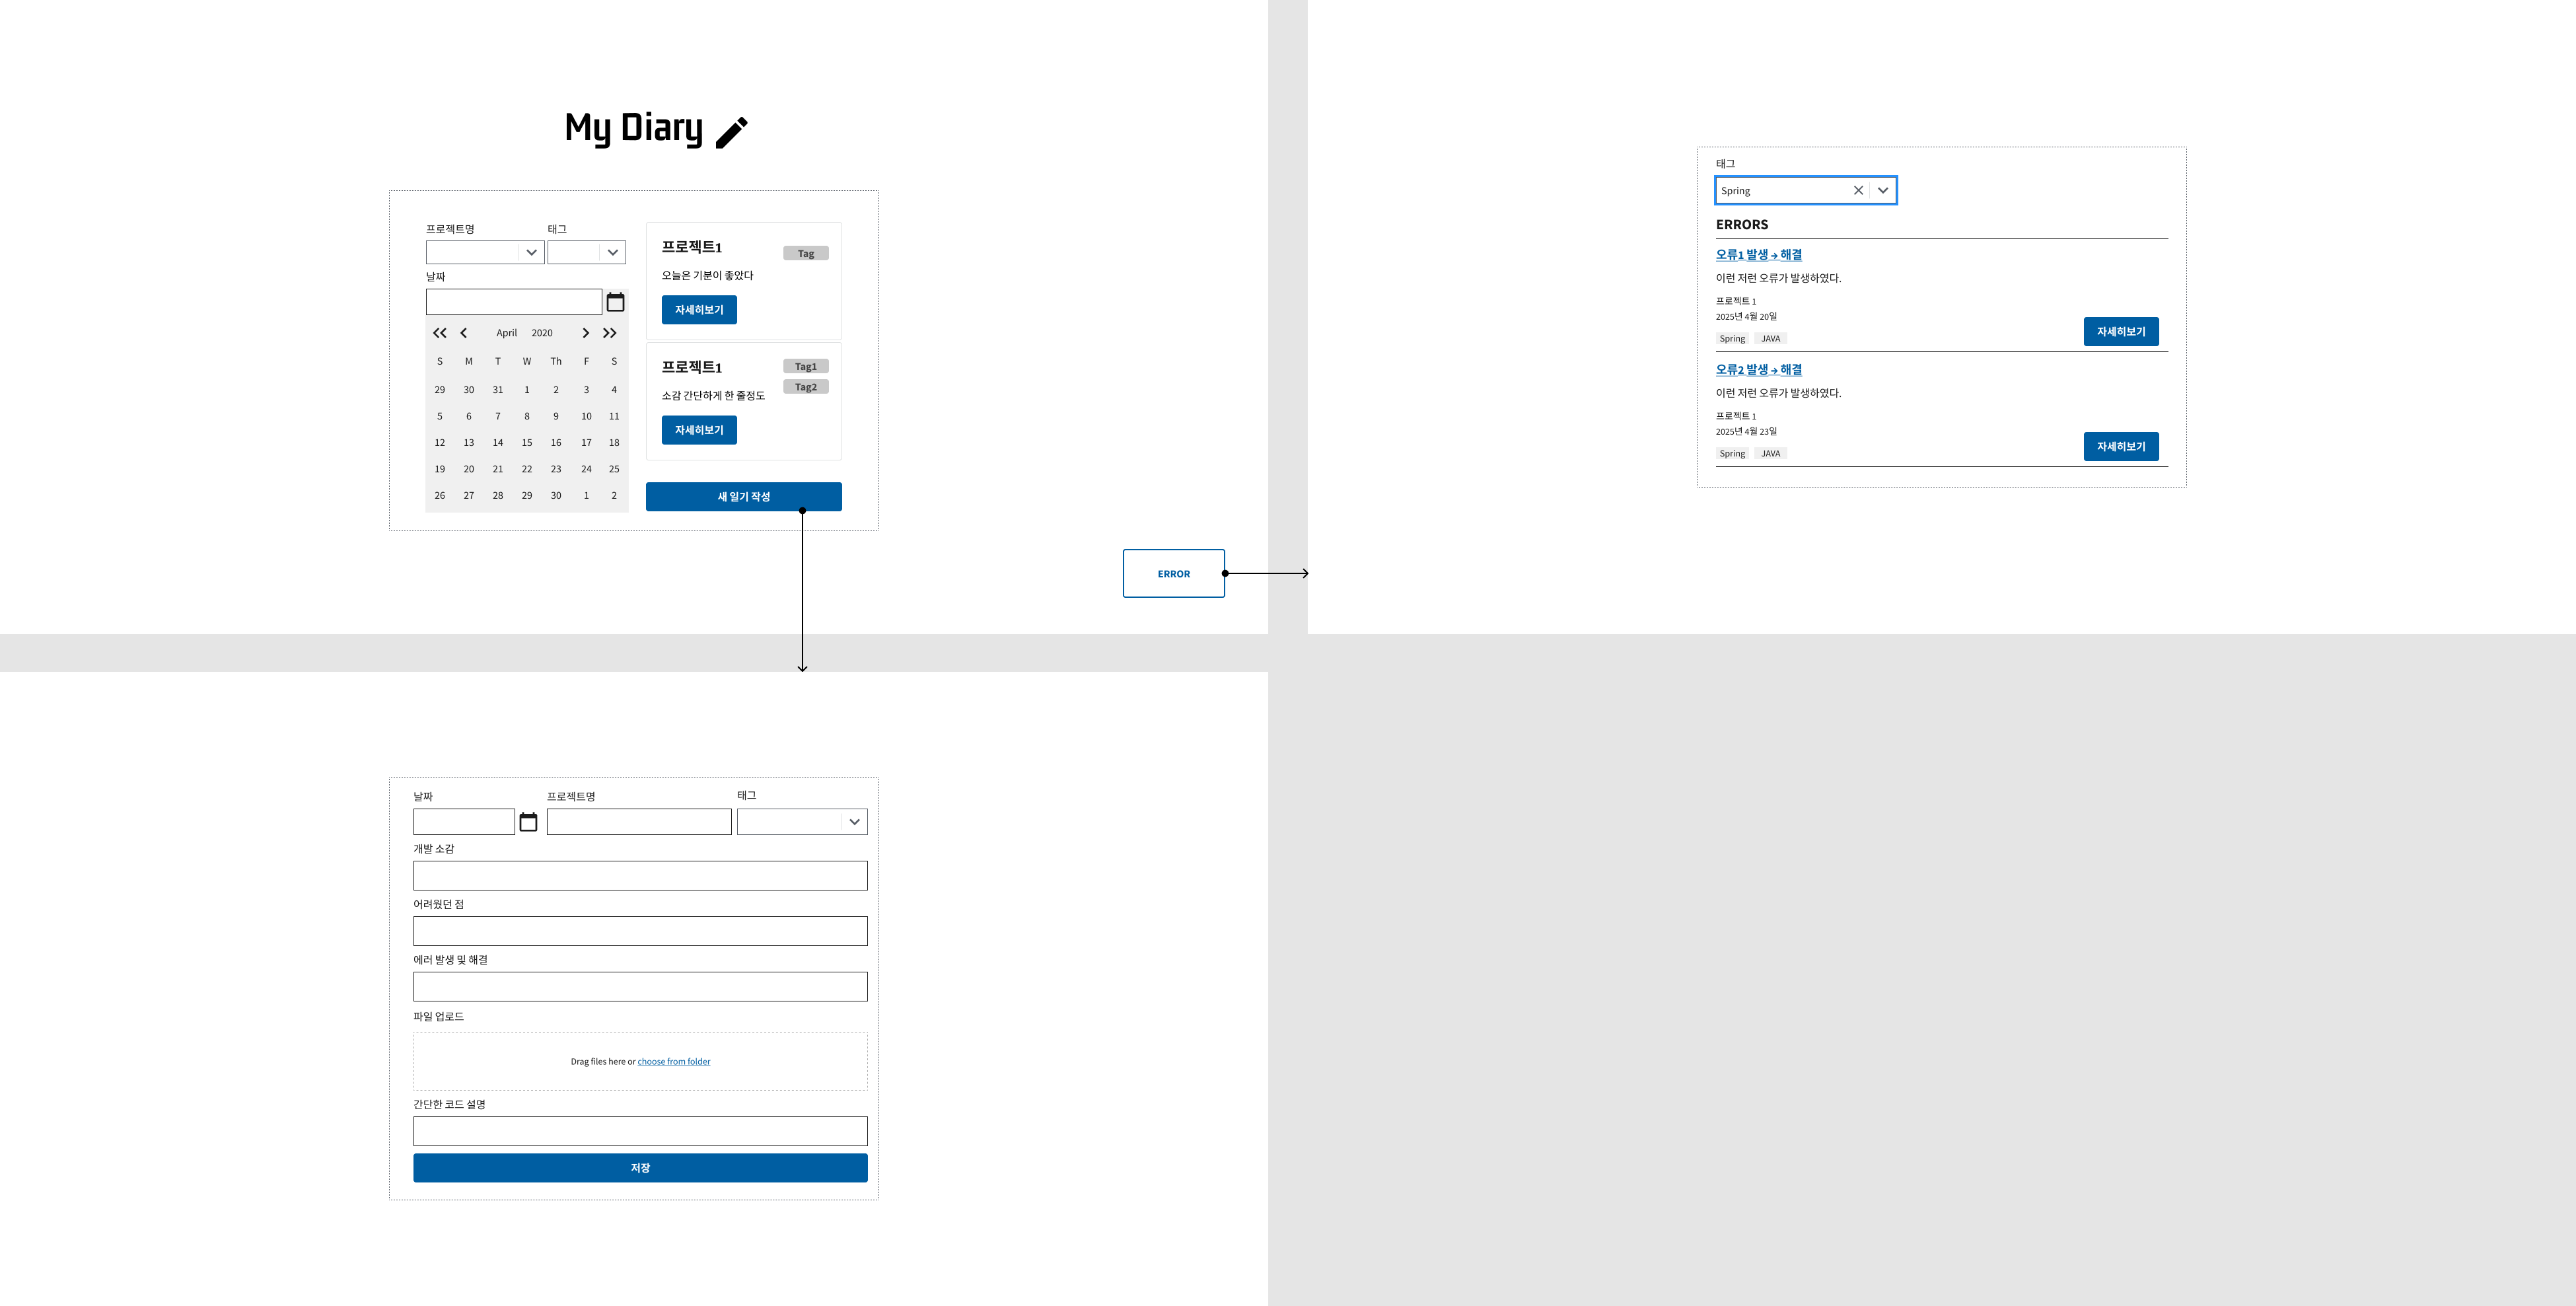 My Diary
프로젝트명 태그
날짜
April 2020
S M T W Th F S
29 30 31 1 2 3 4
5 6 7 8 9 10 11
12 13 14 15 16 17 18
19 20 21 22 23 24 25
26 27 28 29 30 1 2
프로젝트1
Tag
오늘은 기분이 좋았다
자세히보기
프로젝트1
Tag1
Tag2
소감 간단하게 한 줄정도
자세히보기
새 일기 작성
ERROR
태그
Spring
ERRORS
오류1 발생 → 해결
이런 저런 오류가 발생하였다.
프로젝트 1
2025년 4월 20일
Spring JAVA
자세히보기
오류2 발생 → 해결
이런 저런 오류가 발생하였다.
프로젝트 1
2025년 4월 23일
Spring JAVA
자세히보기
날짜 프로젝트명 태그
개발 소감
어려웠던 점
에러 발생 및 해결
파일 업로드
Drag files here or choose from folder
간단한 코드 설명
저장